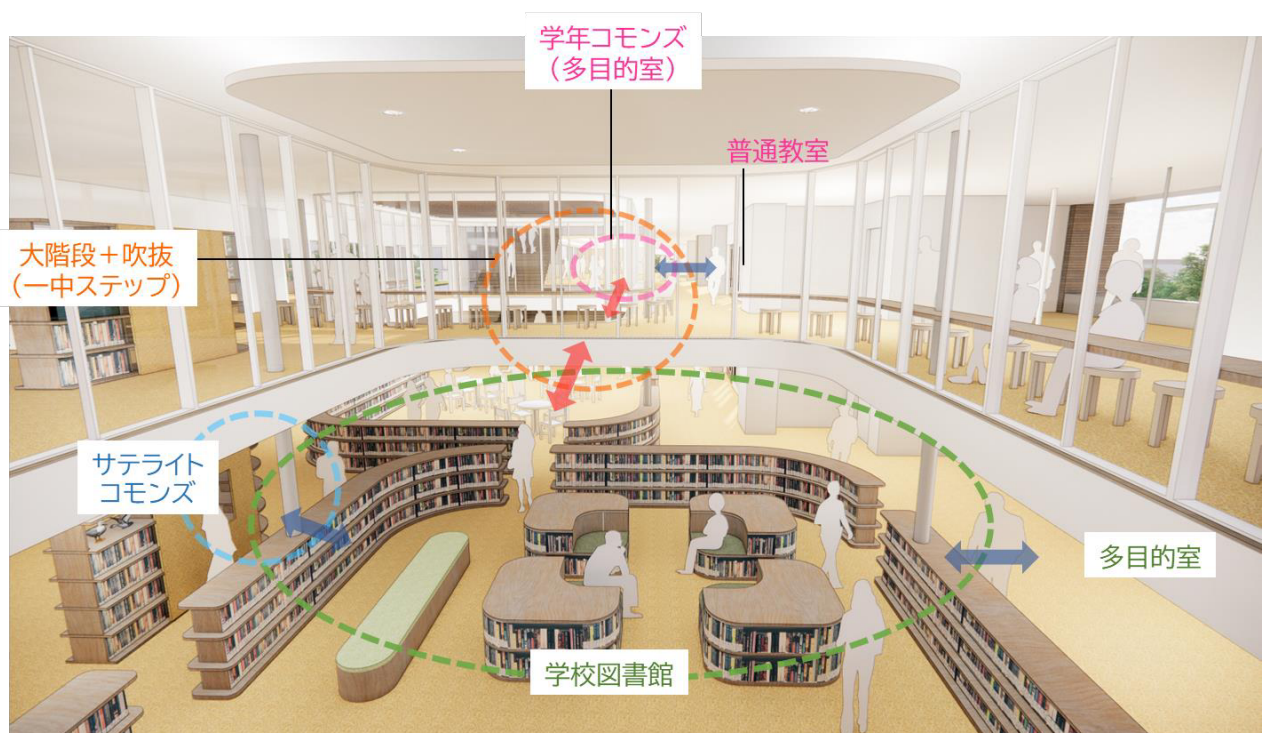 学年コモンズ
（多目的室）
普通教室
大階段＋吹抜
（一中ステップ）
サテライト
コモンズ
多目的室
学校図書館